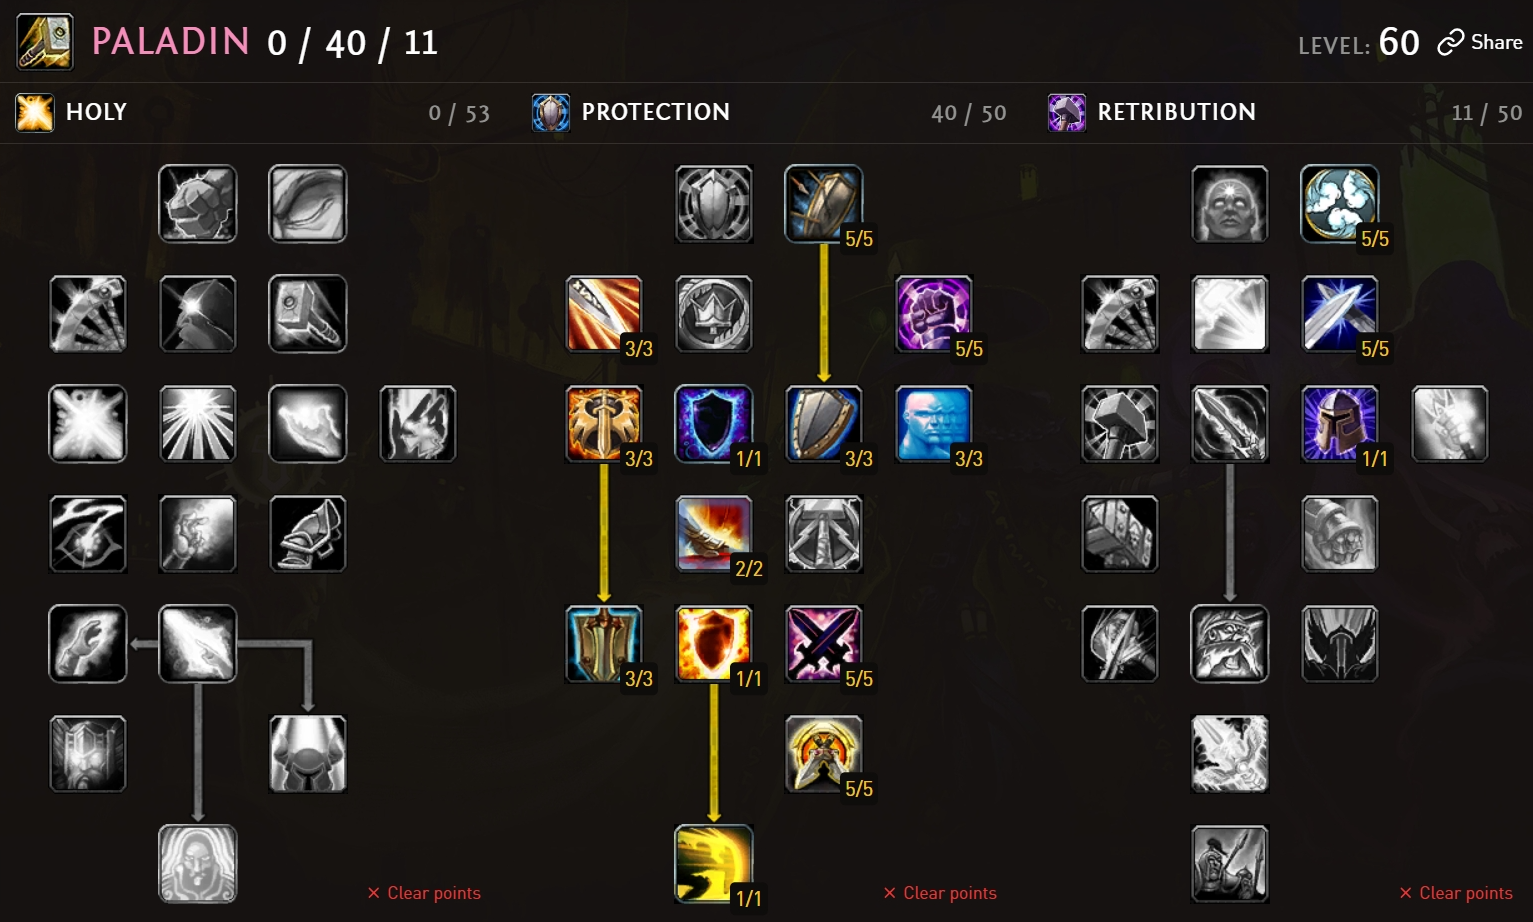 PALADIN 0 / 40 / 11
LEVEL: 60 Share
HOLY 0 / 53
PROTECTION 40 / 50
RETRIBUTION 11 / 50
5/5 5/5
3/3 5/5 5/5
3/3 1/1 3/3 3/3 1/1
2/2
3/3 1/1 5/5
5/5
1/1
× Clear points × Clear points × Clear points